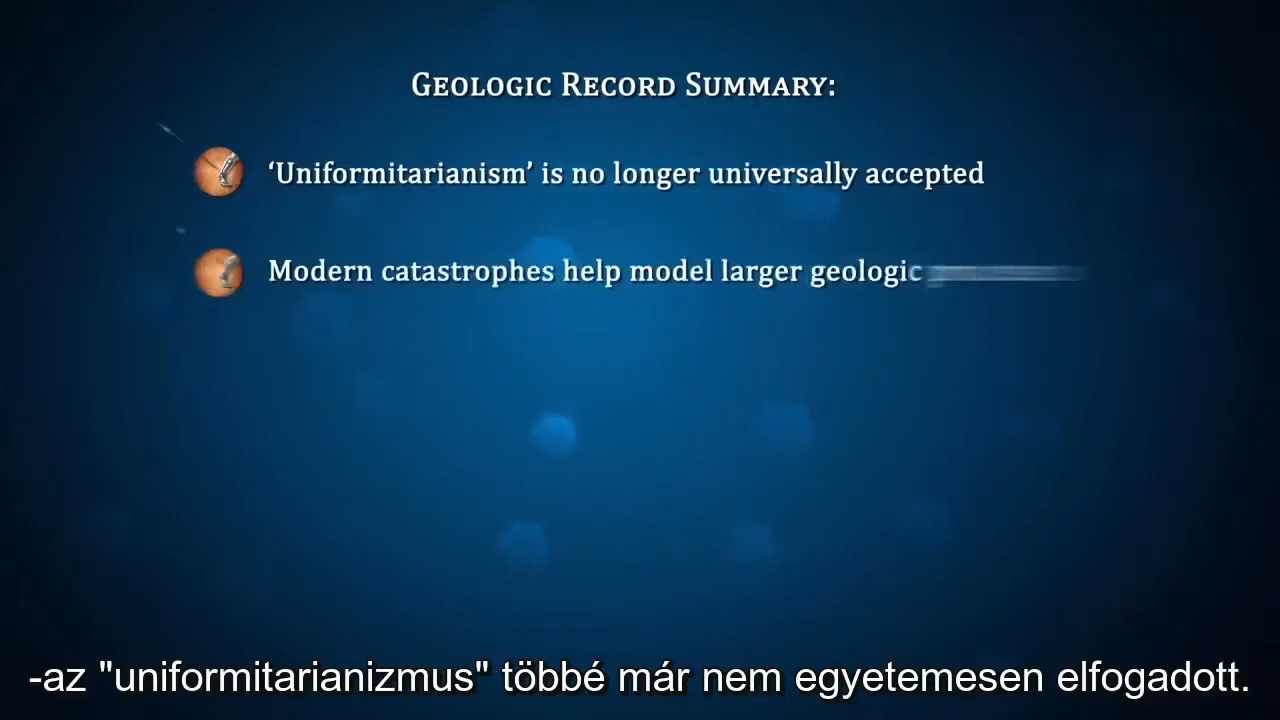 Geologic Record Summary:
‘Uniformitarianism’ is no longer universally accepted
Modern catastrophes help model larger geologic
-az "uniformitarianizmus" többé már nem egyetemesen elfogadott.